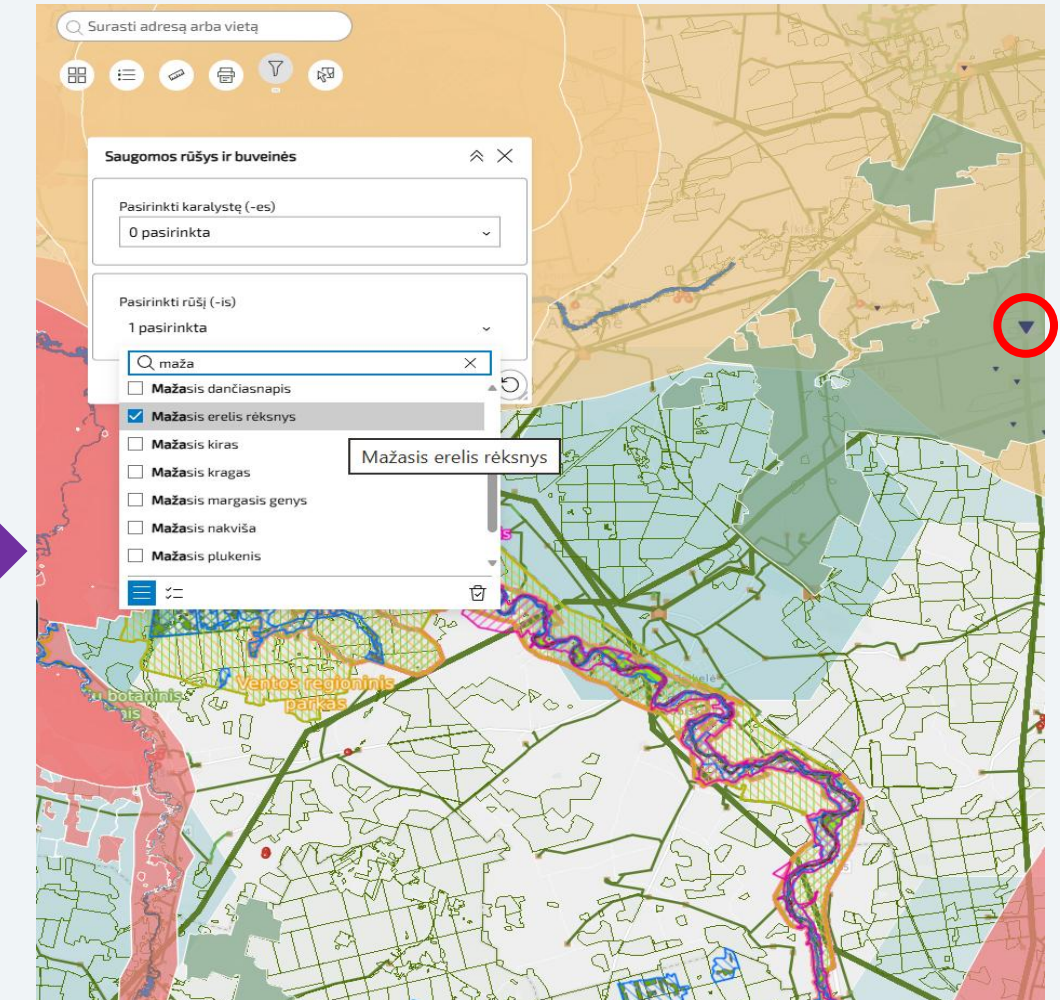 Surasti adresą arba vietą
Saugomos rūšys ir buveinės
Pasirinkti karalystę (-es)
0 pasirinkta
Pasirinkti rūšį (-is)
1 pasirinkta
maža
Mažasis dančiasnapis
Mažasis erelis rėksnys
Mažasis kiras
Mažasis erelis rėksnys
Mažasis kragas
Mažasis margasis genys
Mažasis nakviša
Mažasis plukenis
Ventos regioninis
parkas
botaninis